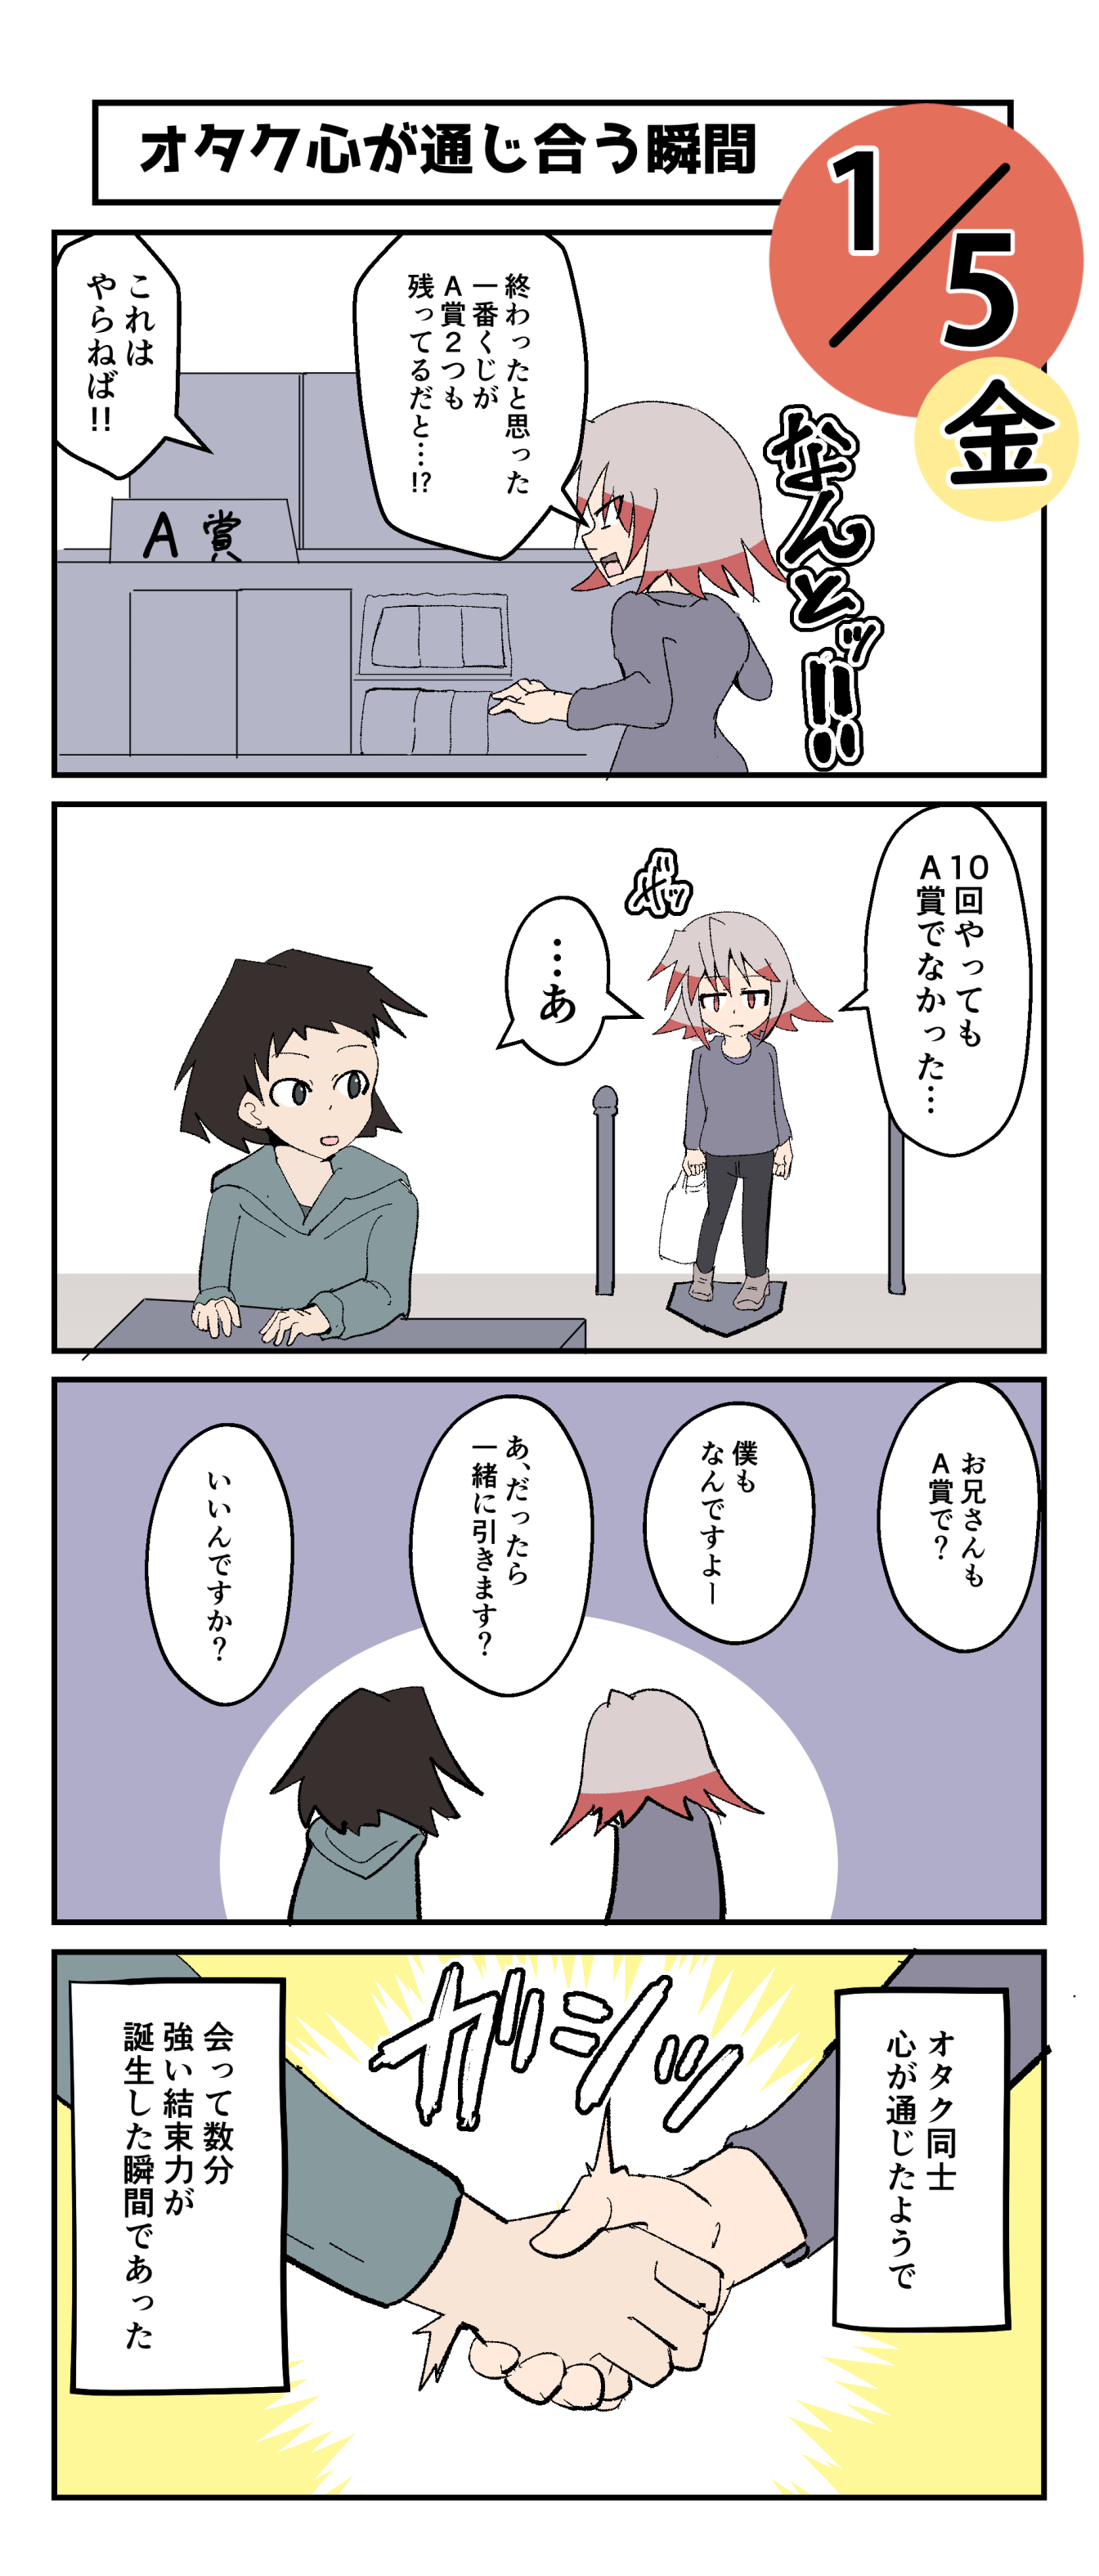 オタク心が通じ合う瞬間
1/5
金
終わったと思った
一番くじが
A賞2つも
残ってるだと…!?
なんとッ!!
これは
やらねば!!
A賞
10回やっても
A賞でなかった…
…あ
お兄さんも
A賞で?
僕も
なんですよー
あ、だったら
一緒に引きます?
いいんですか?
オタク同士
心が通じたようで
ガシッ
会って数分
強い結束力が
誕生した瞬間であった